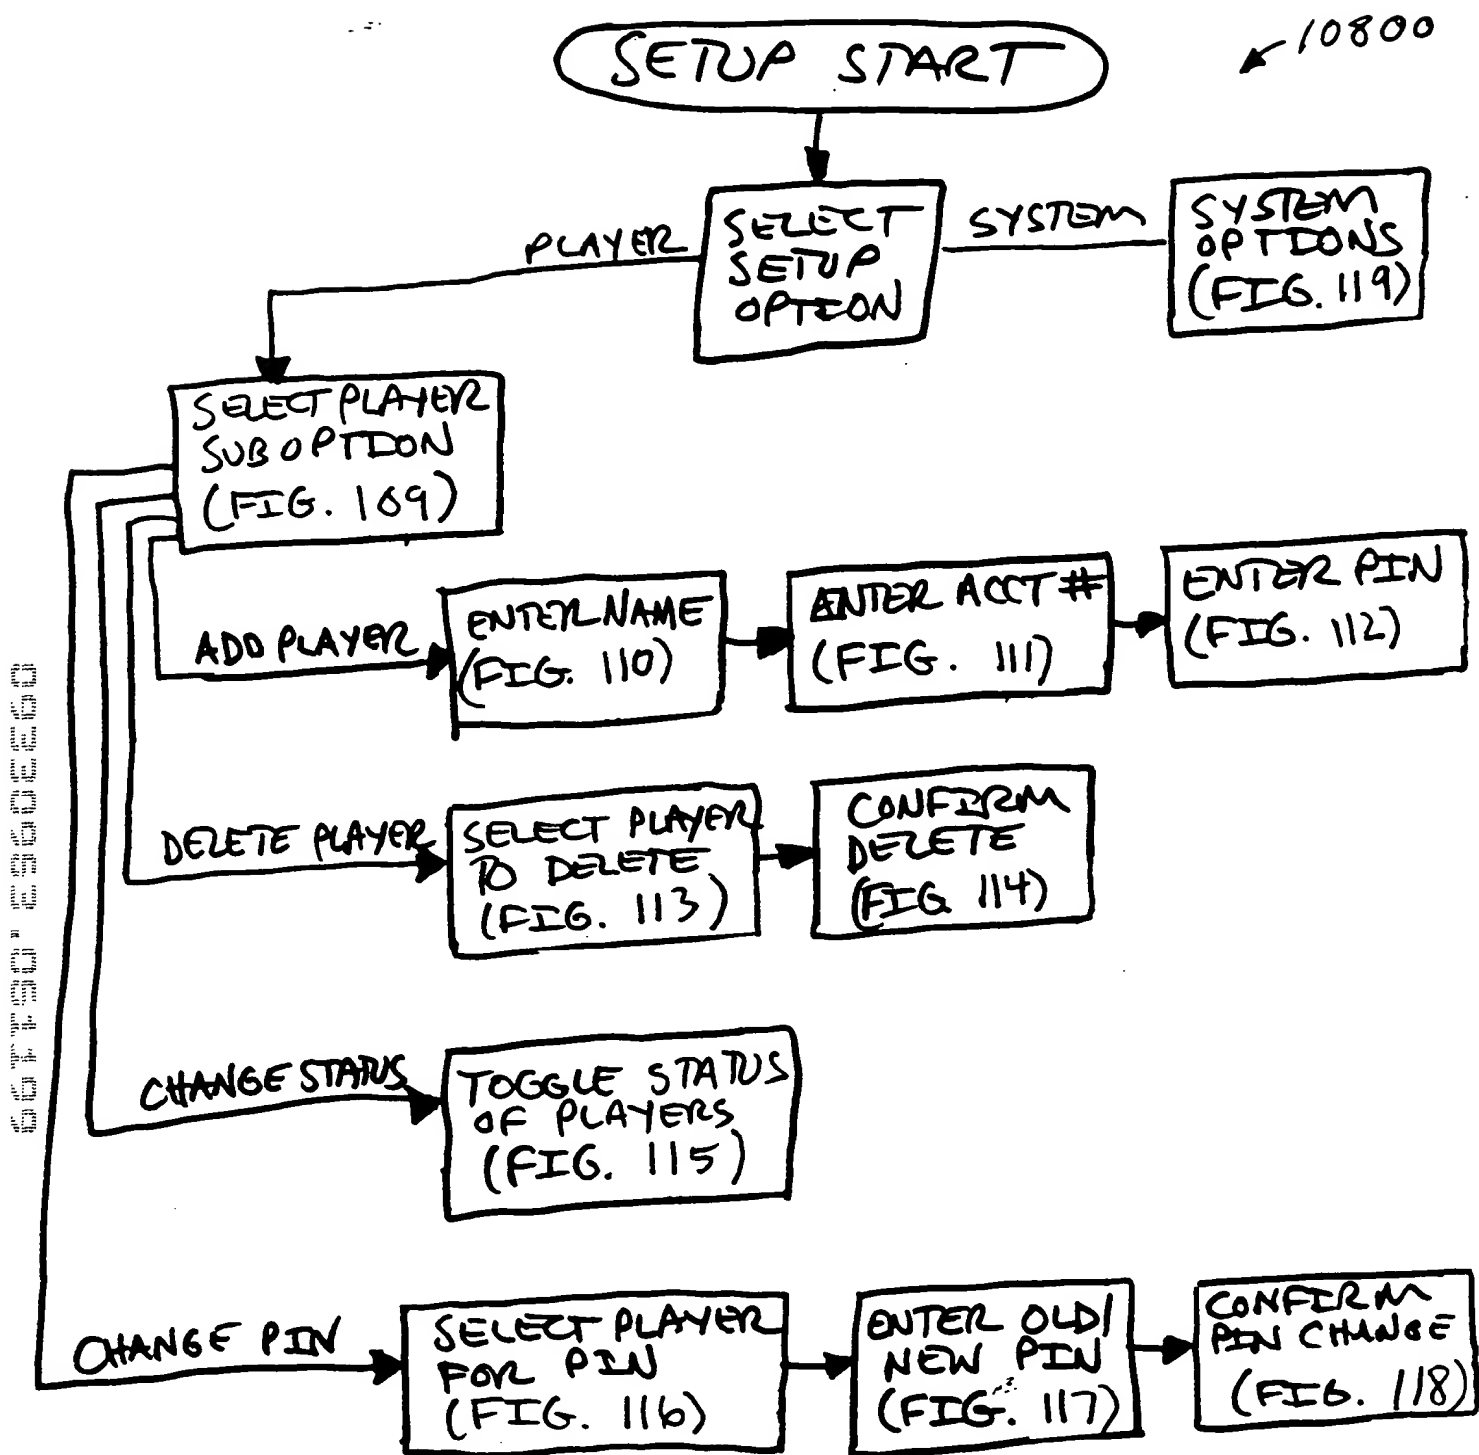 SETUP START
10800
SELECT
SETUP
OPTION
PLAYER
SYSTEM
SYSTEM
OPTIONS
(FIG. 119)
SELECT PLAYER
SUBOPTION
(FIG. 109)
ADD PLAYER
ENTER NAME
(FIG. 110)
ENTER ACCT #
(FIG. 111)
ENTER PIN
(FIG. 112)
DELETE PLAYER
SELECT PLAYER
TO DELETE
(FIG. 113)
CONFIRM
DELETE
(FIG 114)
CHANGE STATUS
TOGGLE STATUS
OF PLAYERS
(FIG. 115)
CHANGE PIN
SELECT PLAYER
FOR PIN
(FIG. 116)
ENTER OLD/
NEW PIN
(FIG. 117)
CONFIRM
PIN CHANGE
(FIG. 118)